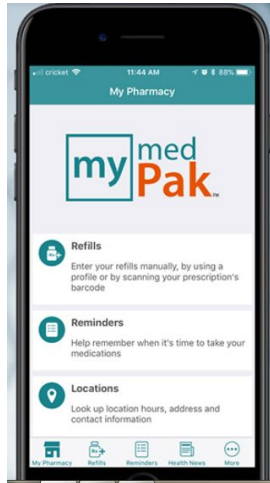 cricket 11:44 AM 88%
My Pharmacy
my med
Pak™
Refills
Enter your refills manually, by using a
profile or by scanning your prescription's
barcode
Reminders
Help remember when it's time to take your
medications
Locations
Look up location hours, address and
contact information
My Pharmacy Refills Reminders Health News More